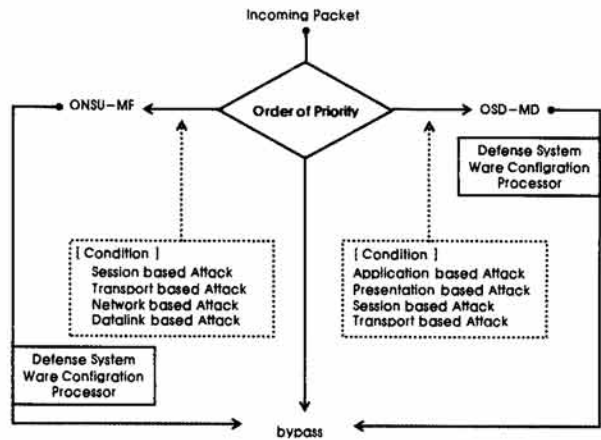 Incoming Packet
ONSU-MF
Order of Priority
OSD-MD
Defense System
Ware Configration
Processor
[ Condition ]
Session based Attack
Transport based Attack
Network based Attack
Datalink based Attack
[ Condition ]
Application based Attack
Presentation based Attack
Session based Attack
Transport based Attack
Defense System
Ware Configration
Processor
bypass